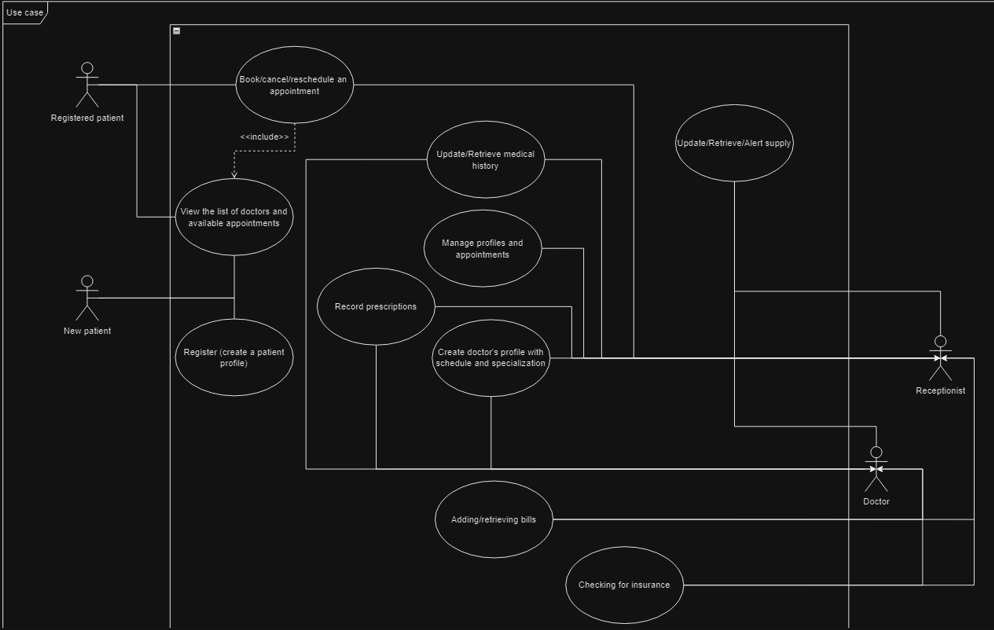 Use case
Book/cancel/reschedule an
appointment
Registered patient
<<include>>
Update/Retrieve/Alert supply
Update/Retrieve medical
history
View the list of doctors and
available appointments
Manage profiles and
appointments
New patient
Record prescriptions
Register (create a patient
profile)
Create doctor's profile with
schedule and specialization
Receptionist
Doctor
Adding/retrieving bills
Checking for insurance